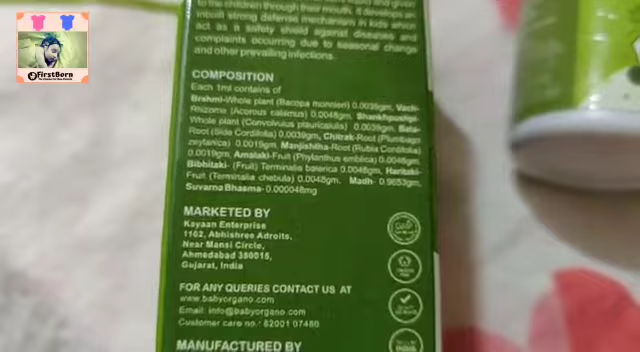 FirstBorn
to the children through their mouth. It develops an
inbuilt strong defense mechanism in kids which
act as a safety shield against diseases and
complaints occurring due to seasonal change
and other prevailing infections.
COMPOSITION
Each 1ml contains of
Brahmi-Whole plant (Bacopa monnieri) 0.0039gm, Vach-
Rhizome (Acorus calamus) 0.0048gm, Shankhpushpi-
Whole plant (Convolvulus pluricaulis) 0.0039gm, Bala-
Root (Side Cordifolia) 0.0039gm, Chitrak-Root (Plumbago
zeylanica) 0.0019gm, Manjishtha-Root (Rubia Cordifolia)
0.0019gm, Amalaki-Fruit (Phylanthus emblica) 0.0048gm,
Bibhitaki- (Fruit) Terminalia balerica 0.0048gm, Haritaki-
Fruit (Terminalia chebula) 0.0048gm, Madh- 0.9653gm,
Suvarna Bhasma- 0.000048mg
MARKETED BY
Kayaan Enterprise
1102, Abhishree Adroits,
Near Mansi Circle,
Ahmedabad 380015,
Gujarat, India
FOR ANY QUERIES CONTACT US AT
www.babyorgano.com
Email: info@babyorgano.com
Customer care no.: 82001 07480
MANUFACTURED BY